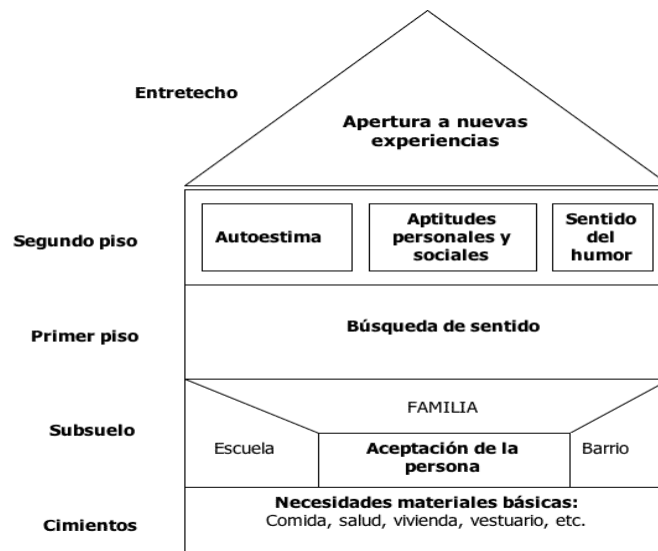 Entretecho
Apertura a nuevas
experiencias
Segundo piso
Autoestima
Aptitudes
personales y
sociales
Sentido
del
humor
Primer piso
Búsqueda de sentido
Subsuelo
FAMILIA
Escuela
Aceptación de la
persona
Barrio
Cimientos
Necesidades materiales básicas:
Comida, salud, vivienda, vestuario, etc.